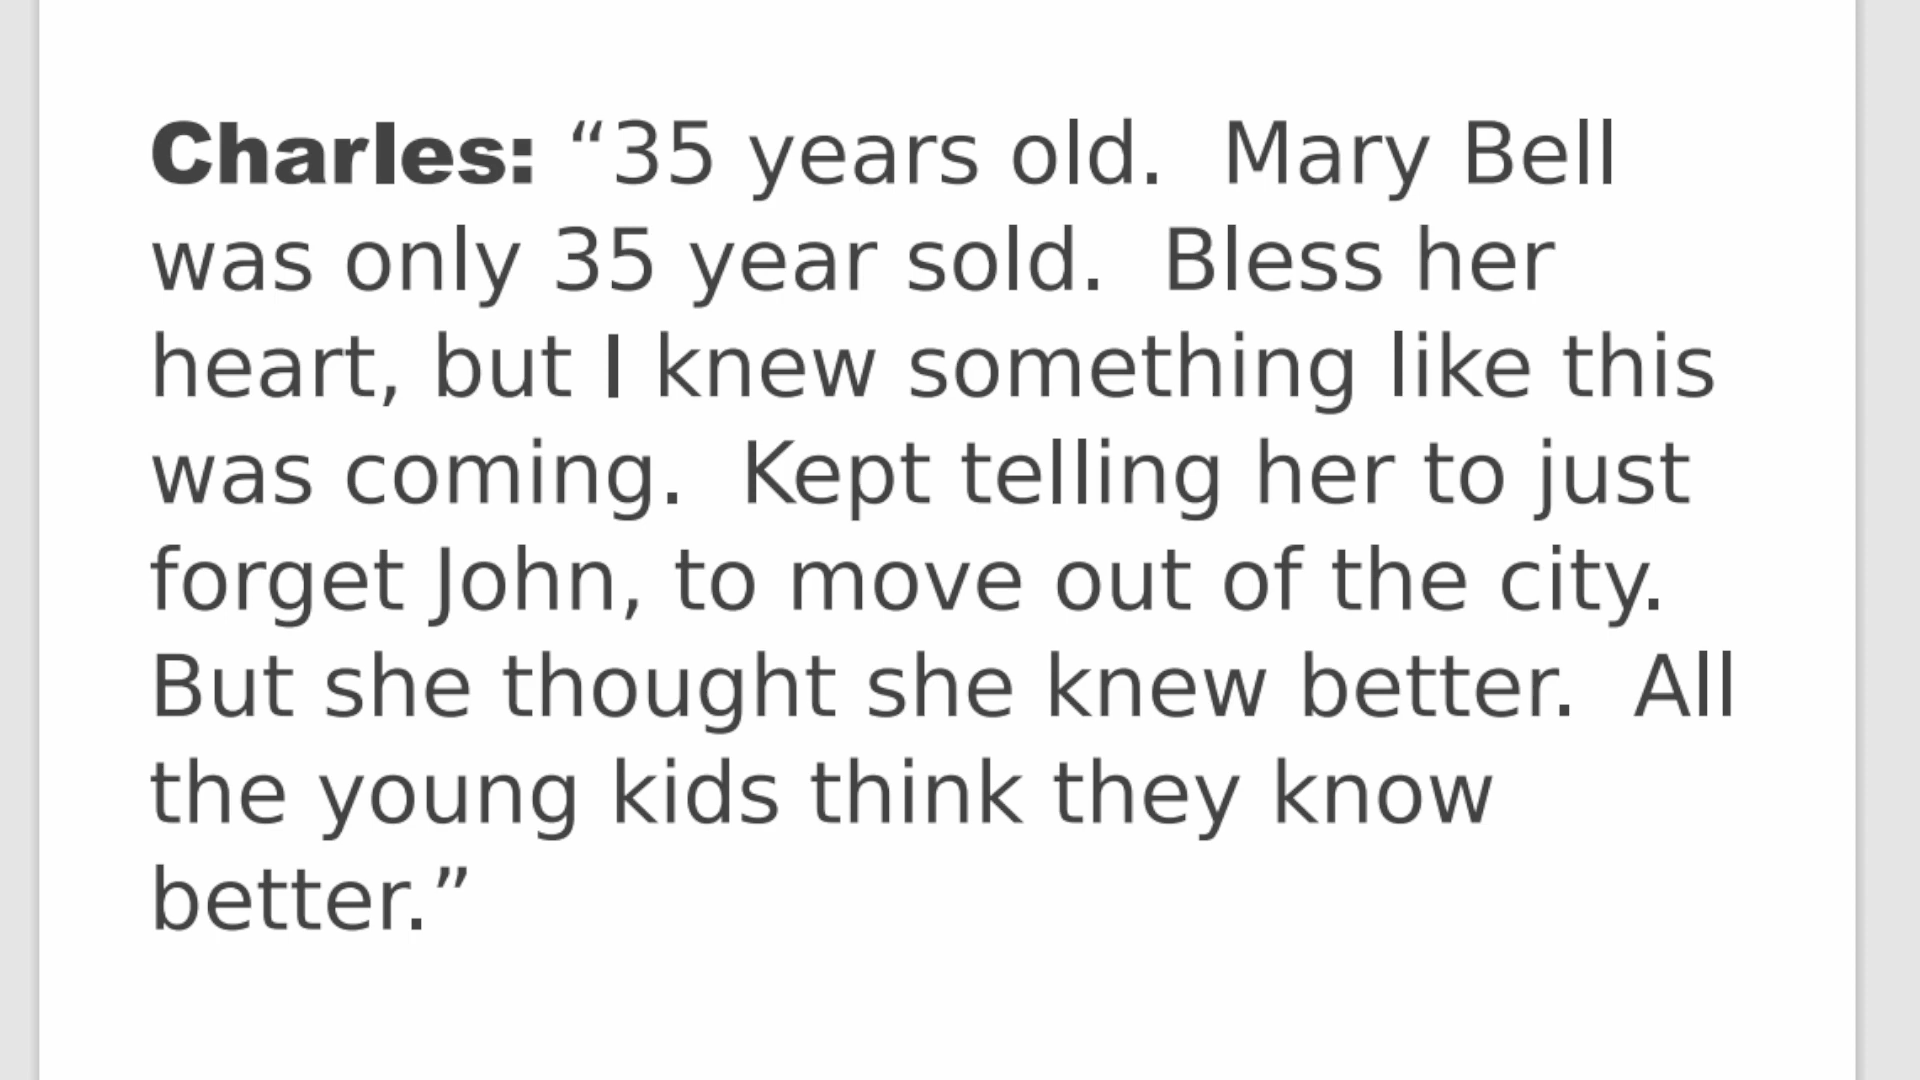 Charles: “35 years old.  Mary Bell
was only 35 year sold.  Bless her
heart, but I knew something like this
was coming.  Kept telling her to just
forget John, to move out of the city.
But she thought she knew better.  All
the young kids think they know
better.”